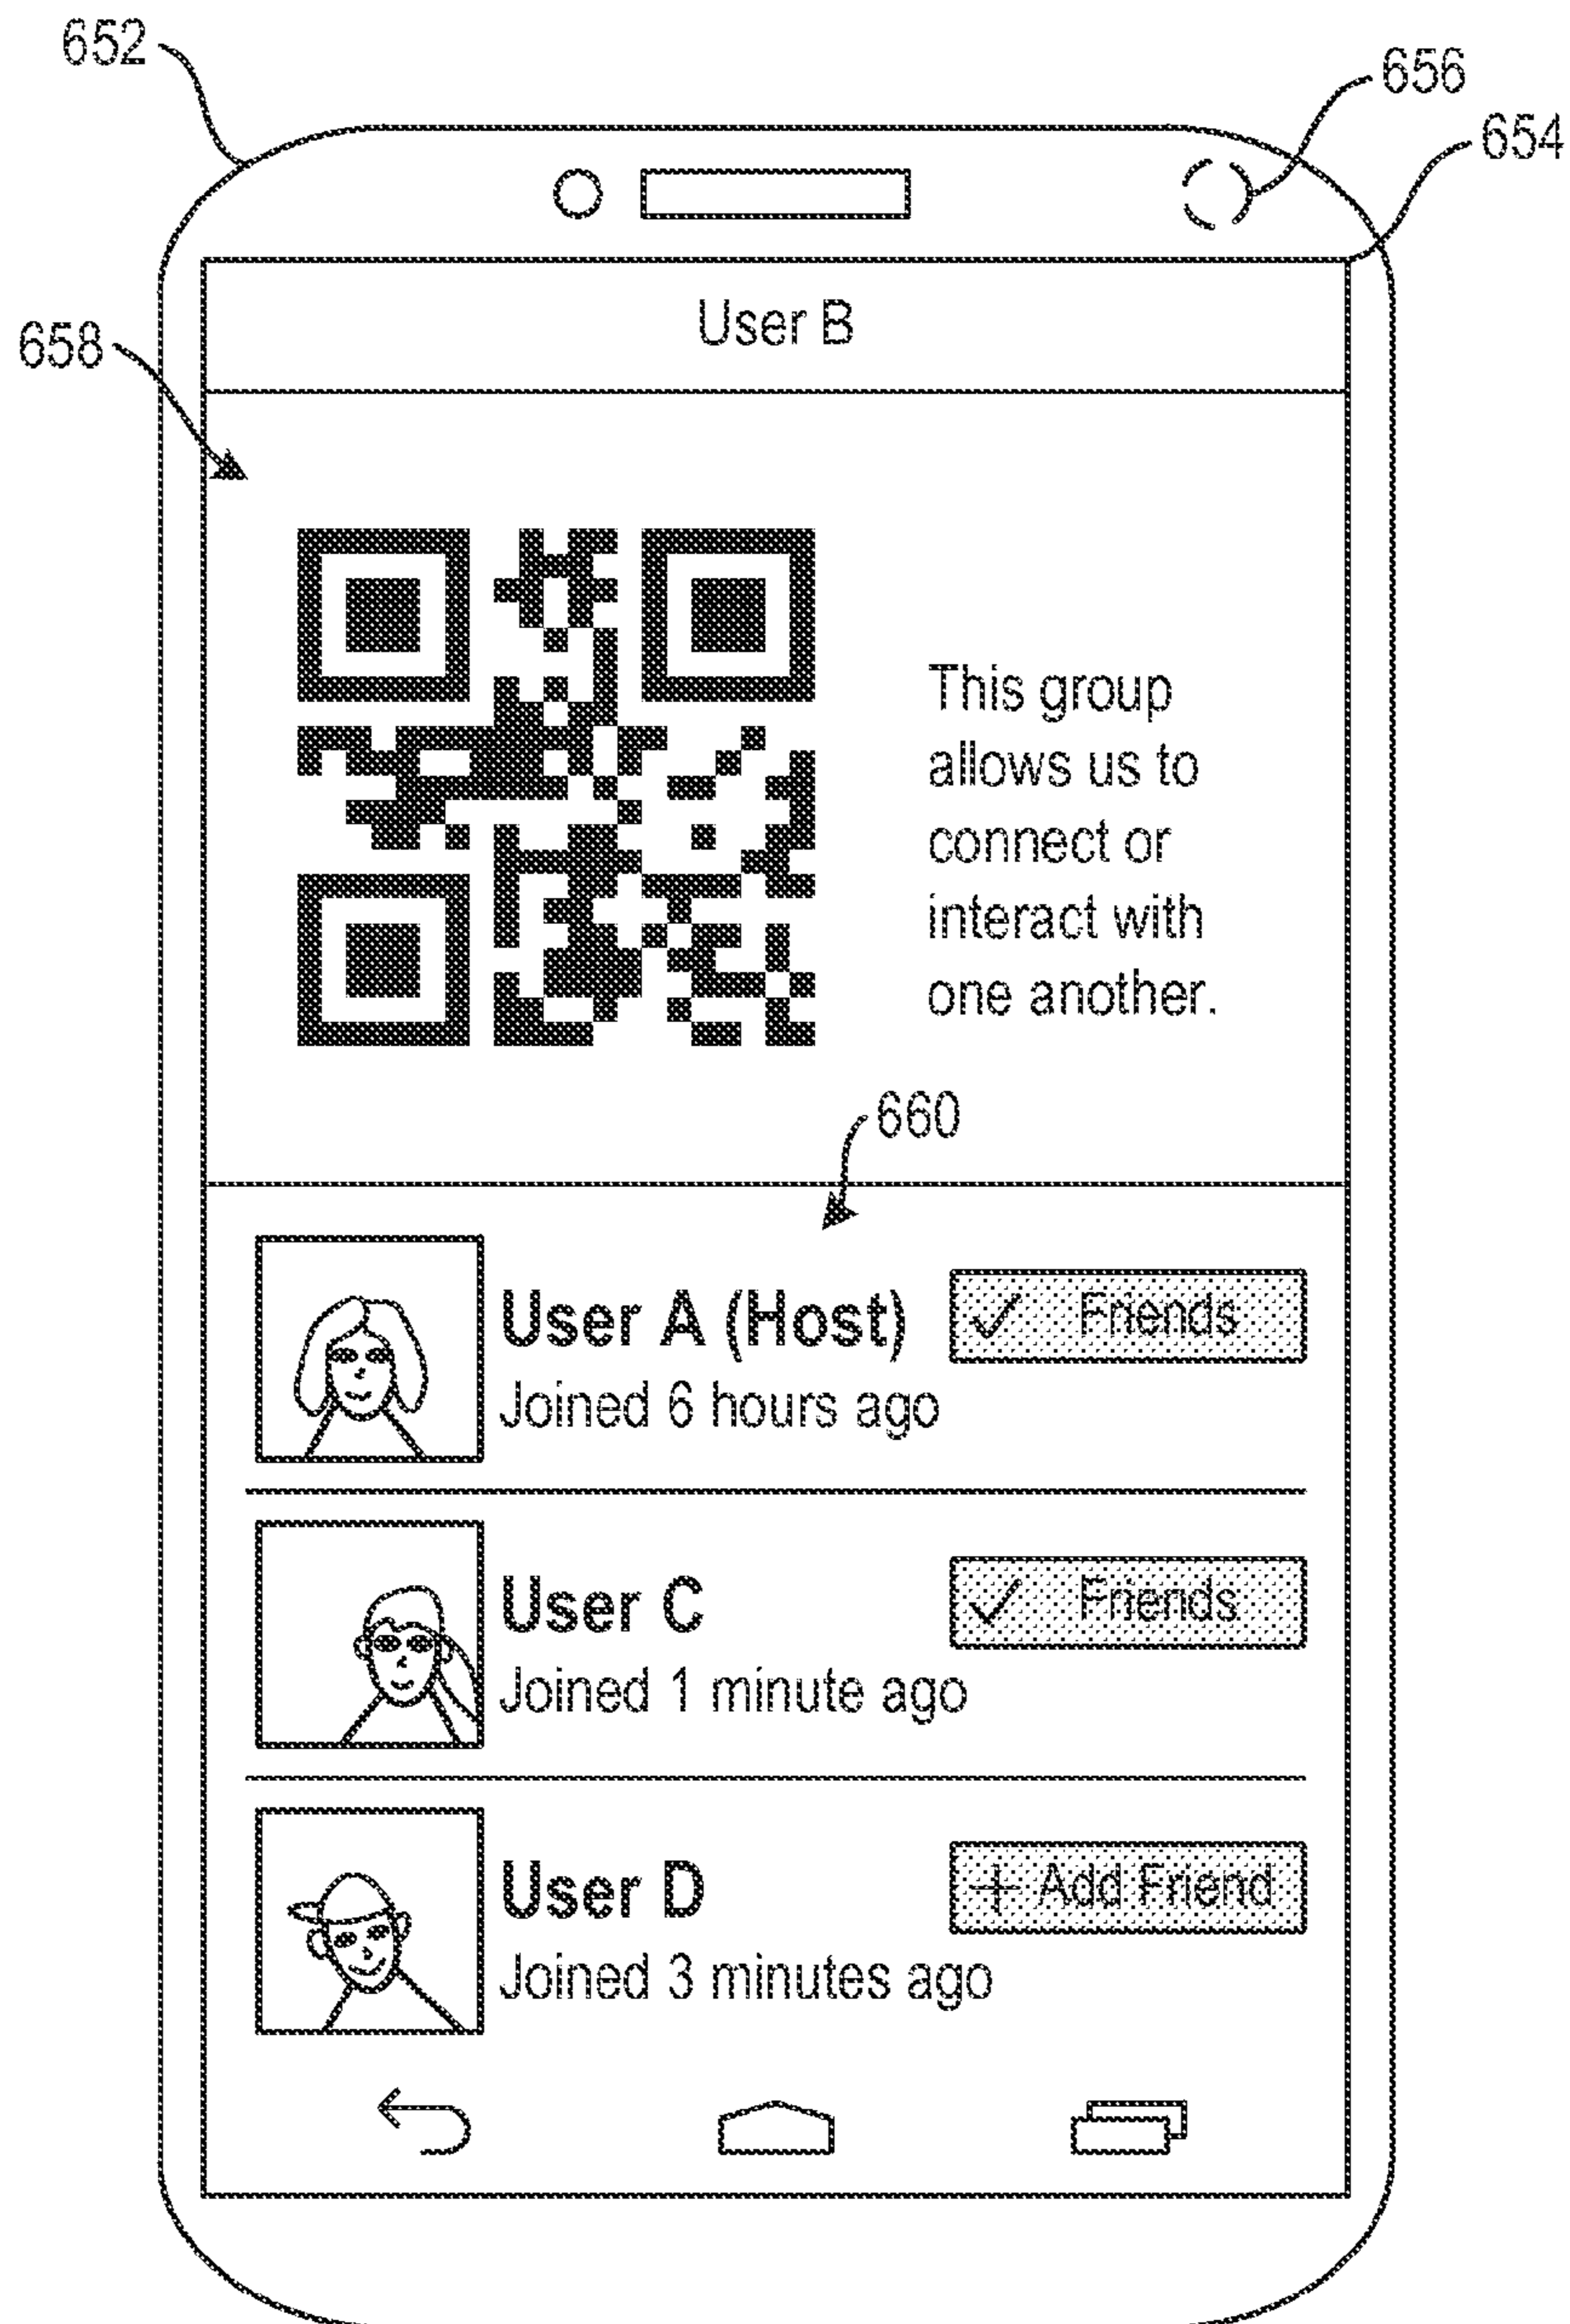 652
656
654
User B
658
This group
allows us to
connect or
interact with
one another.
660
User A (Host)
✓ Friends
Joined 6 hours ago
User C
✓ Friends
Joined 1 minute ago
User D
+ Add Friend
Joined 3 minutes ago